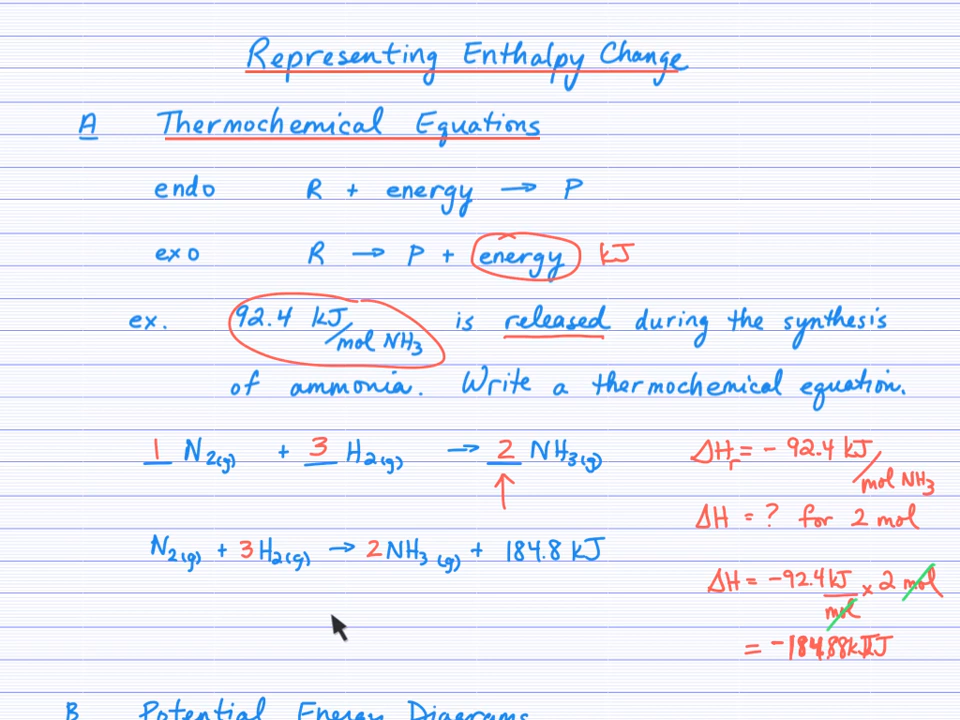 Representing Enthalpy Change
A Thermochemical Equations
endo R + energy → P
exo R → P + energy kJ
ex. 92.4 kJ/mol NH3 is released during the synthesis
of ammonia. Write a thermochemical equation.
1 N2(g) + 3 H2(g) → 2 NH3(g)
ΔHr = - 92.4 kJ/mol NH3
ΔH = ? for 2 mol
N2(g) + 3H2(g) → 2NH3(g) + 184.8 kJ
ΔH = -92.4 kJ/mol × 2 mol
= -184.8 kJ
B Potential Energy Diagrams